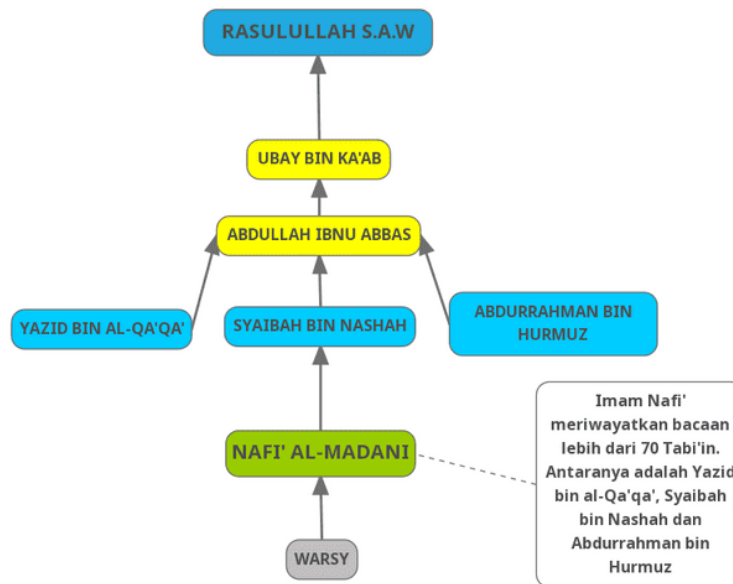 RASULULLAH S.A.W
UBAY BIN KA'AB
ABDULLAH IBNU ABBAS
YAZID BIN AL-QA'QA'
SYAIBAH BIN NASHAH
ABDURRAHMAN BIN
HURMUZ
NAFI' AL-MADANI
Imam Nafi'
meriwayatkan bacaan
lebih dari 70 Tabi'in.
Antaranya adalah Yazid
bin al-Qa'qa', Syaibah
bin Nashah dan
Abdurrahman bin
Hurmuz
WARSY